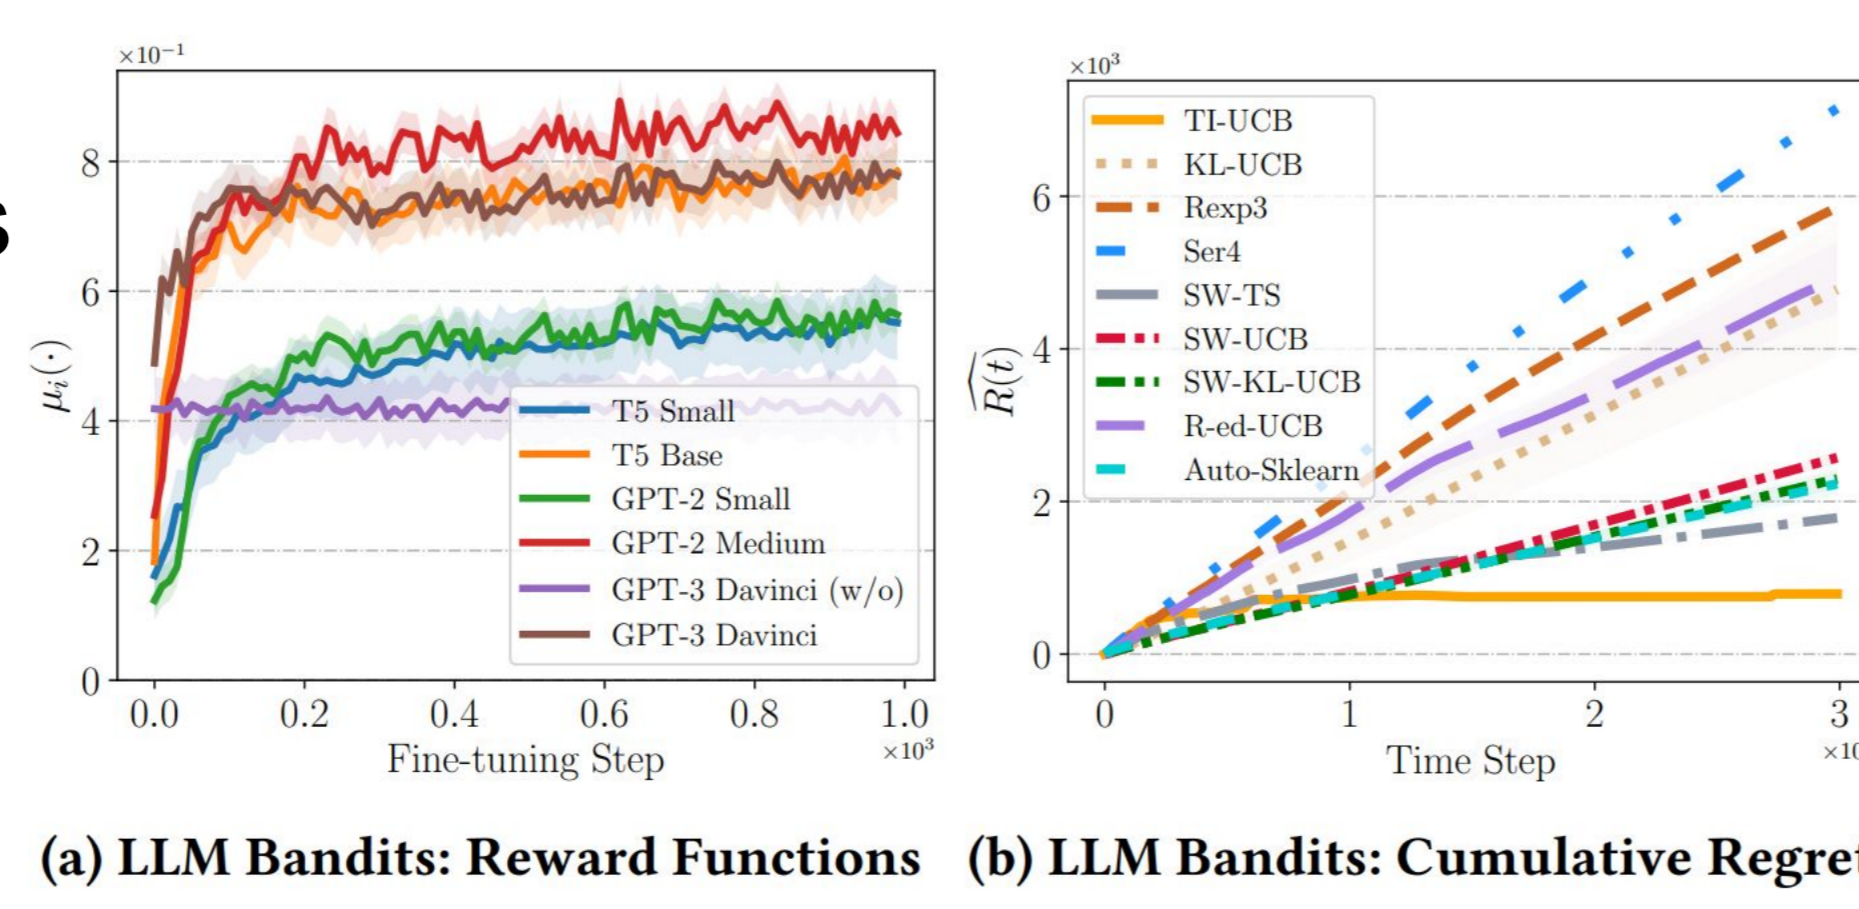 s
×10⁻¹
8
6
4
2
0
μᵢ(·)
T5 Small
T5 Base
GPT-2 Small
GPT-2 Medium
GPT-3 Davinci (w/o)
GPT-3 Davinci
0.0 0.2 0.4 0.6 0.8 1.0
×10³
Fine-tuning Step
(a) LLM Bandits: Reward Functions
×10³
6
4
2
0
R̂(t)
TI-UCB
KL-UCB
Rexp3
Ser4
SW-TS
SW-UCB
SW-KL-UCB
R-ed-UCB
Auto-Sklearn
0 1 2 3
×10
Time Step
(b) LLM Bandits: Cumulative Regret